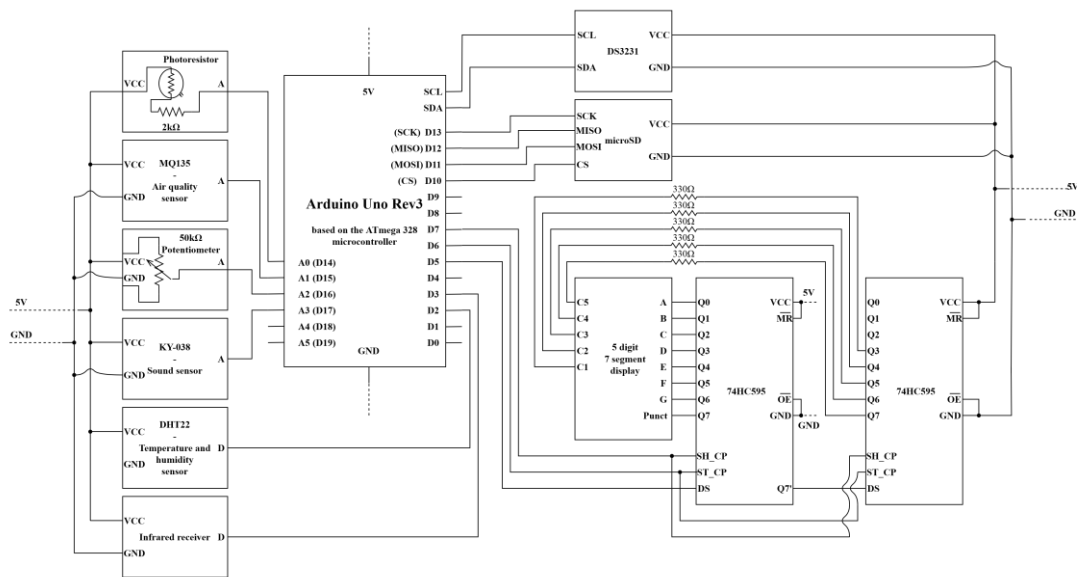 Photoresistor
VCC
A
2kΩ
MQ135
-
Air quality
sensor
VCC
GND
A
50kΩ
Potentiometer
VCC
GND
A
5V
GND
KY-038
-
Sound sensor
VCC
GND
A
DHT22
-
Temperature and
humidity
sensor
VCC
GND
D
VCC
Infrared receiver
GND
D
5V
Arduino Uno Rev3
based on the ATmega 328
microcontroller
A0 (D14)
A1 (D15)
A2 (D16)
A3 (D17)
A4 (D18)
A5 (D19)
GND
SCL
SDA
(SCK) D13
(MISO) D12
(MOSI) D11
(CS) D10
D9
D8
D7
D6
D5
D4
D3
D2
D1
D0
SCL
SDA
DS3231
VCC
GND
SCK
MISO
MOSI
CS
microSD
VCC
GND
5V
GND
330Ω
330Ω
330Ω
330Ω
330Ω
C5
C4
C3
C2
C1
5 digit
7 segment
display
A
B
C
D
E
F
G
Punct
Q0
Q1
Q2
Q3
Q4
Q5
Q6
Q7
SH_CP
ST_CP
DS
74HC595
VCC
MR
OE
GND
Q7'
5V
GND
Q0
Q1
Q2
Q3
Q4
Q5
Q6
Q7
SH_CP
ST_CP
DS
74HC595
VCC
MR
OE
GND